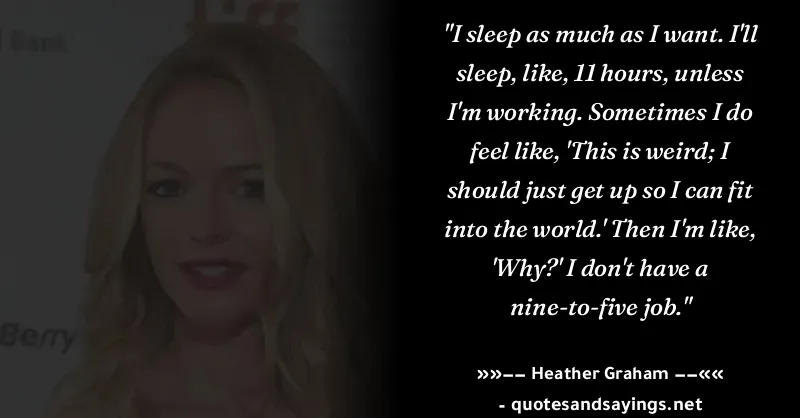 tiff
Bank
Berry
"I sleep as much as I want. I'll
sleep, like, 11 hours, unless
I'm working. Sometimes I do
feel like, 'This is weird; I
should just get up so I can fit
into the world.' Then I'm like,
'Why?' I don't have a
nine-to-five job."
»»–– Heather Graham ––««
- quotesandsayings.net